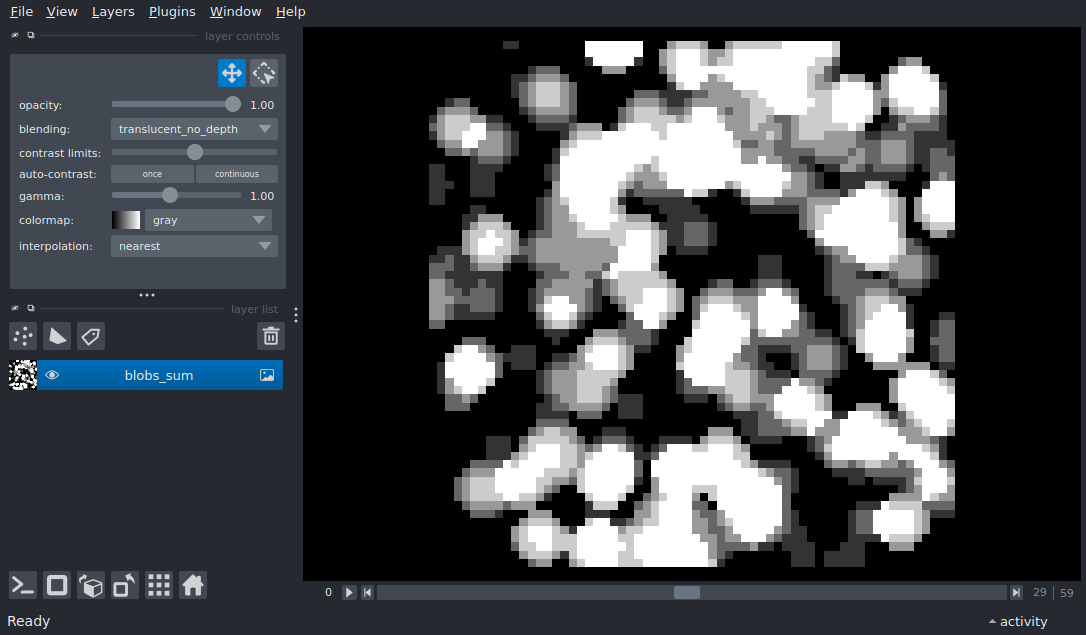 File View Layers Plugins Window Help
layer controls
opacity: 1.00
blending: translucent_no_depth
contrast limits:
auto-contrast: once continuous
gamma: 1.00
colormap: gray
interpolation: nearest
layer list
blobs_sum
0 29 | 59
Ready activity